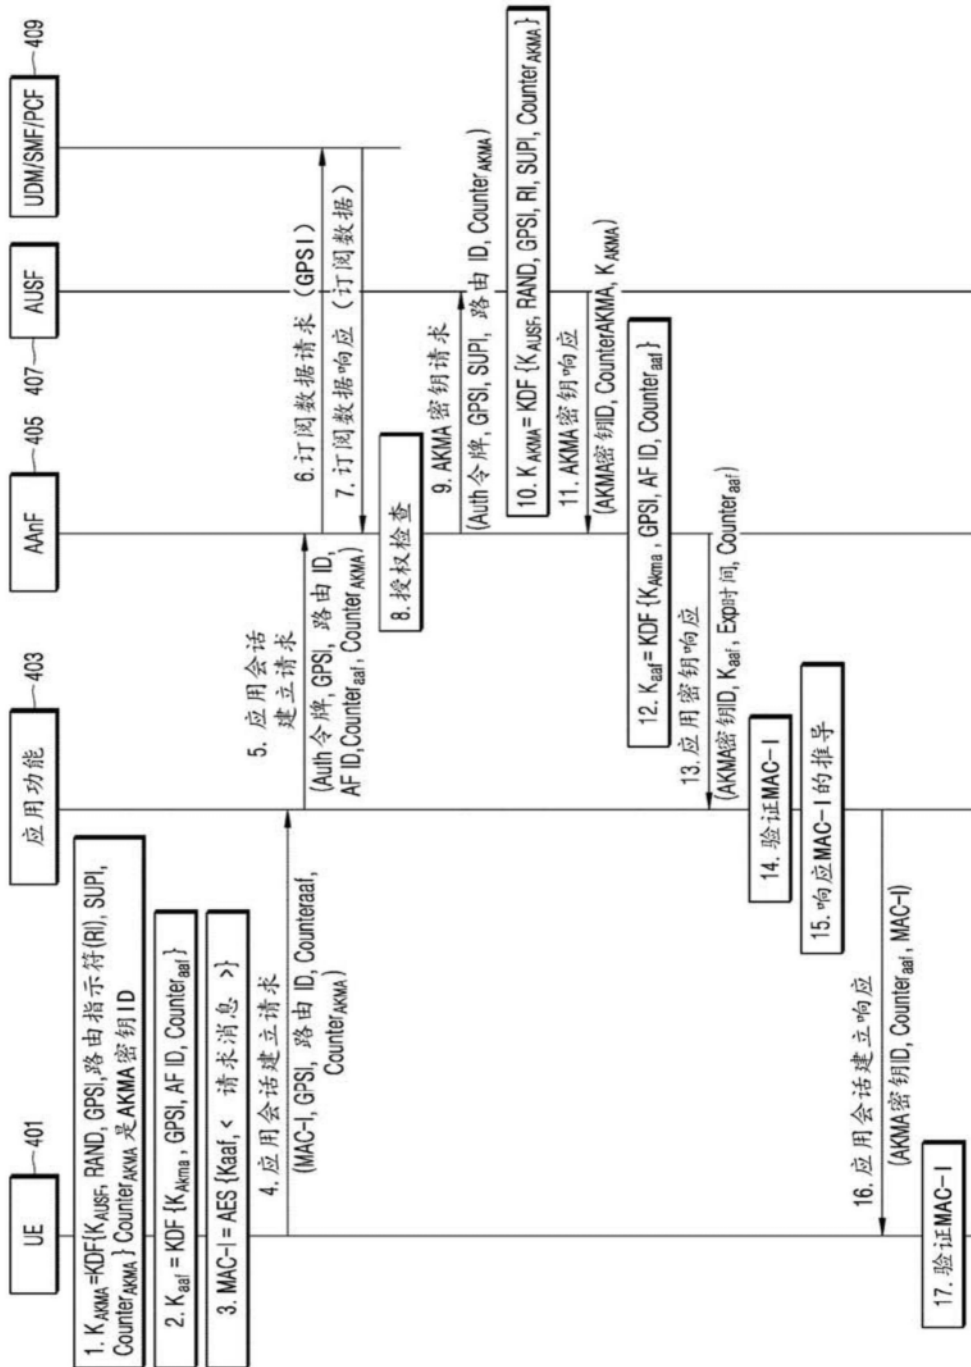 UE
401
应用功能
403
AAnF
405
AUSF
407
UDM/SMF/PCF
409
1. KAKMA=KDF{KAUSF, RAND, GPSI,路由指示符(RI), SUPI,
CounterAKMA} CounterAKMA 是AKMA密钥ID
2. Kaaf = KDF {KAkma, GPSI, AF ID, Counteraaf}
3. MAC-I = AES {Kaaf, < 请求消息 >}
4. 应用会话建立请求
(MAC-I, GPSI, 路由 ID, Counteraaf,
CounterAKMA)
5. 应用会话
建立请求
(Auth令牌, GPSI, 路由 ID,
AF ID,Counteraaf, CounterAKMA)
6.订阅数据请求 (GPSI)
7. 订阅数据响应 (订阅数据)
8.授权检查
9. AKMA密钥请求
(Auth令牌, GPSI, SUPI, 路由 ID, CounterAKMA)
10. KAKMA= KDF {KAUSF, RAND, GPSI, RI, SUPI, CounterAKMA}
11. AKMA密钥响应
(AKMA密钥ID, CounterAKMA, KAKMA)
12. Kaaf= KDF {KAkma, GPSI, AF ID, Counteraaf}
13. 应用密钥响应
(AKMA密钥ID, Kaaf, Exp时间, Counteraaf)
14. 验证MAC-I
15. 响应MAC-I的推导
16. 应用会话建立响应
(AKMA密钥ID, Counteraaf, MAC-I)
17. 验证MAC-I